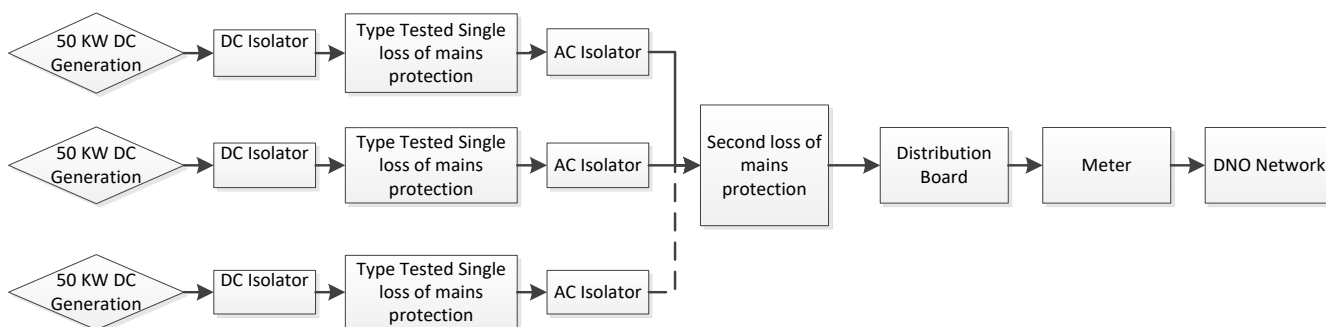 50 KW DC
Generation
DC Isolator
Type Tested Single
loss of mains
protection
AC Isolator
50 KW DC
Generation
DC Isolator
Type Tested Single
loss of mains
protection
AC Isolator
Second loss of
mains
protection
Distribution
Board
Meter
DNO Network
50 KW DC
Generation
DC Isolator
Type Tested Single
loss of mains
protection
AC Isolator